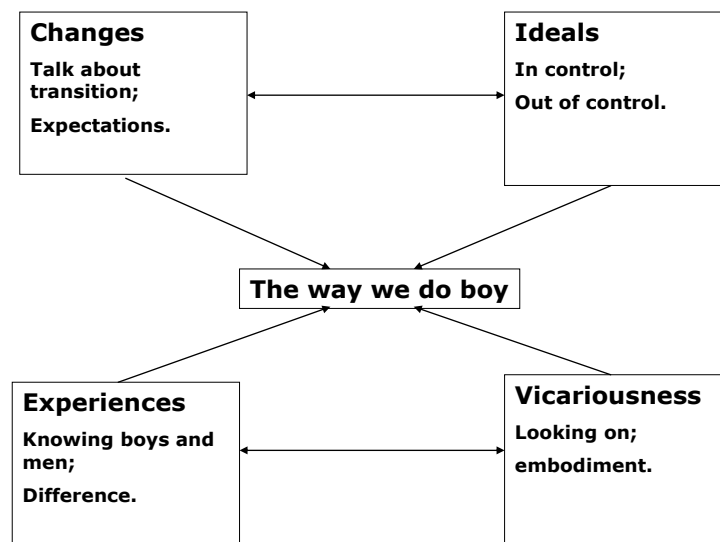 Changes
Talk about
transition;
Expectations.
Ideals
In control;
Out of control.
The way we do boy
Experiences
Knowing boys and
men;
Difference.
Vicariousness
Looking on;
embodiment.